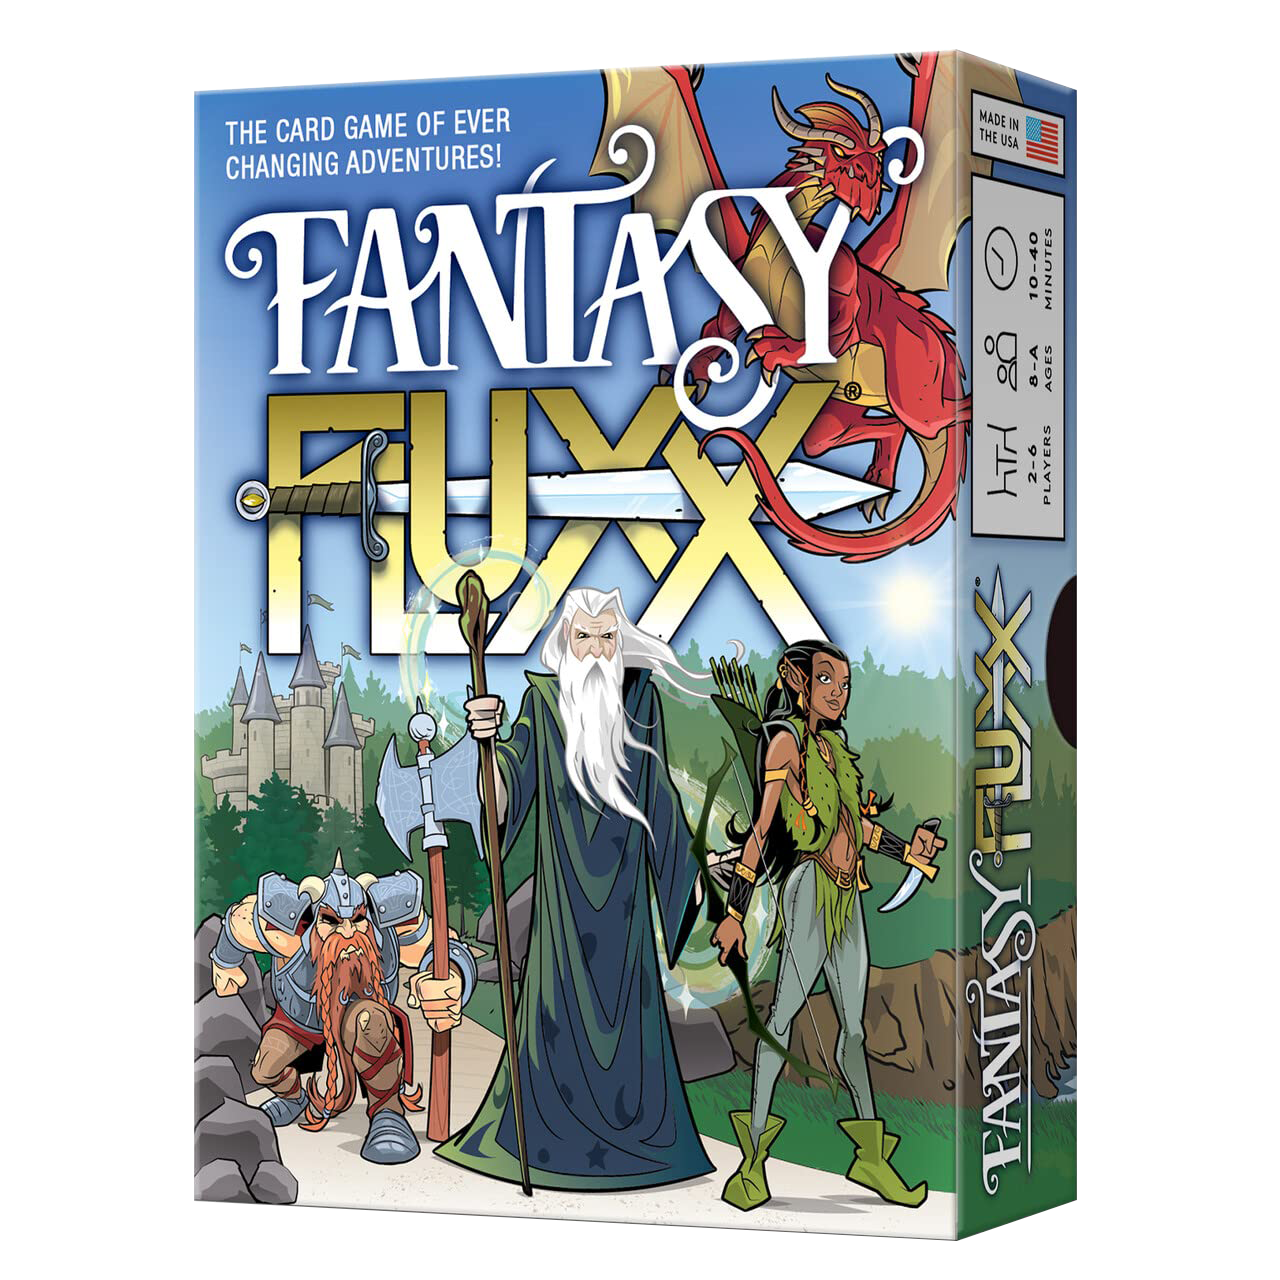 THE CARD GAME OF EVER
CHANGING ADVENTURES!
FANTASY
FLUXX
®
MADE IN
THE USA
10-40
MINUTES
8-A
AGES
2-6
PLAYERS
FANTASY FLUXX®